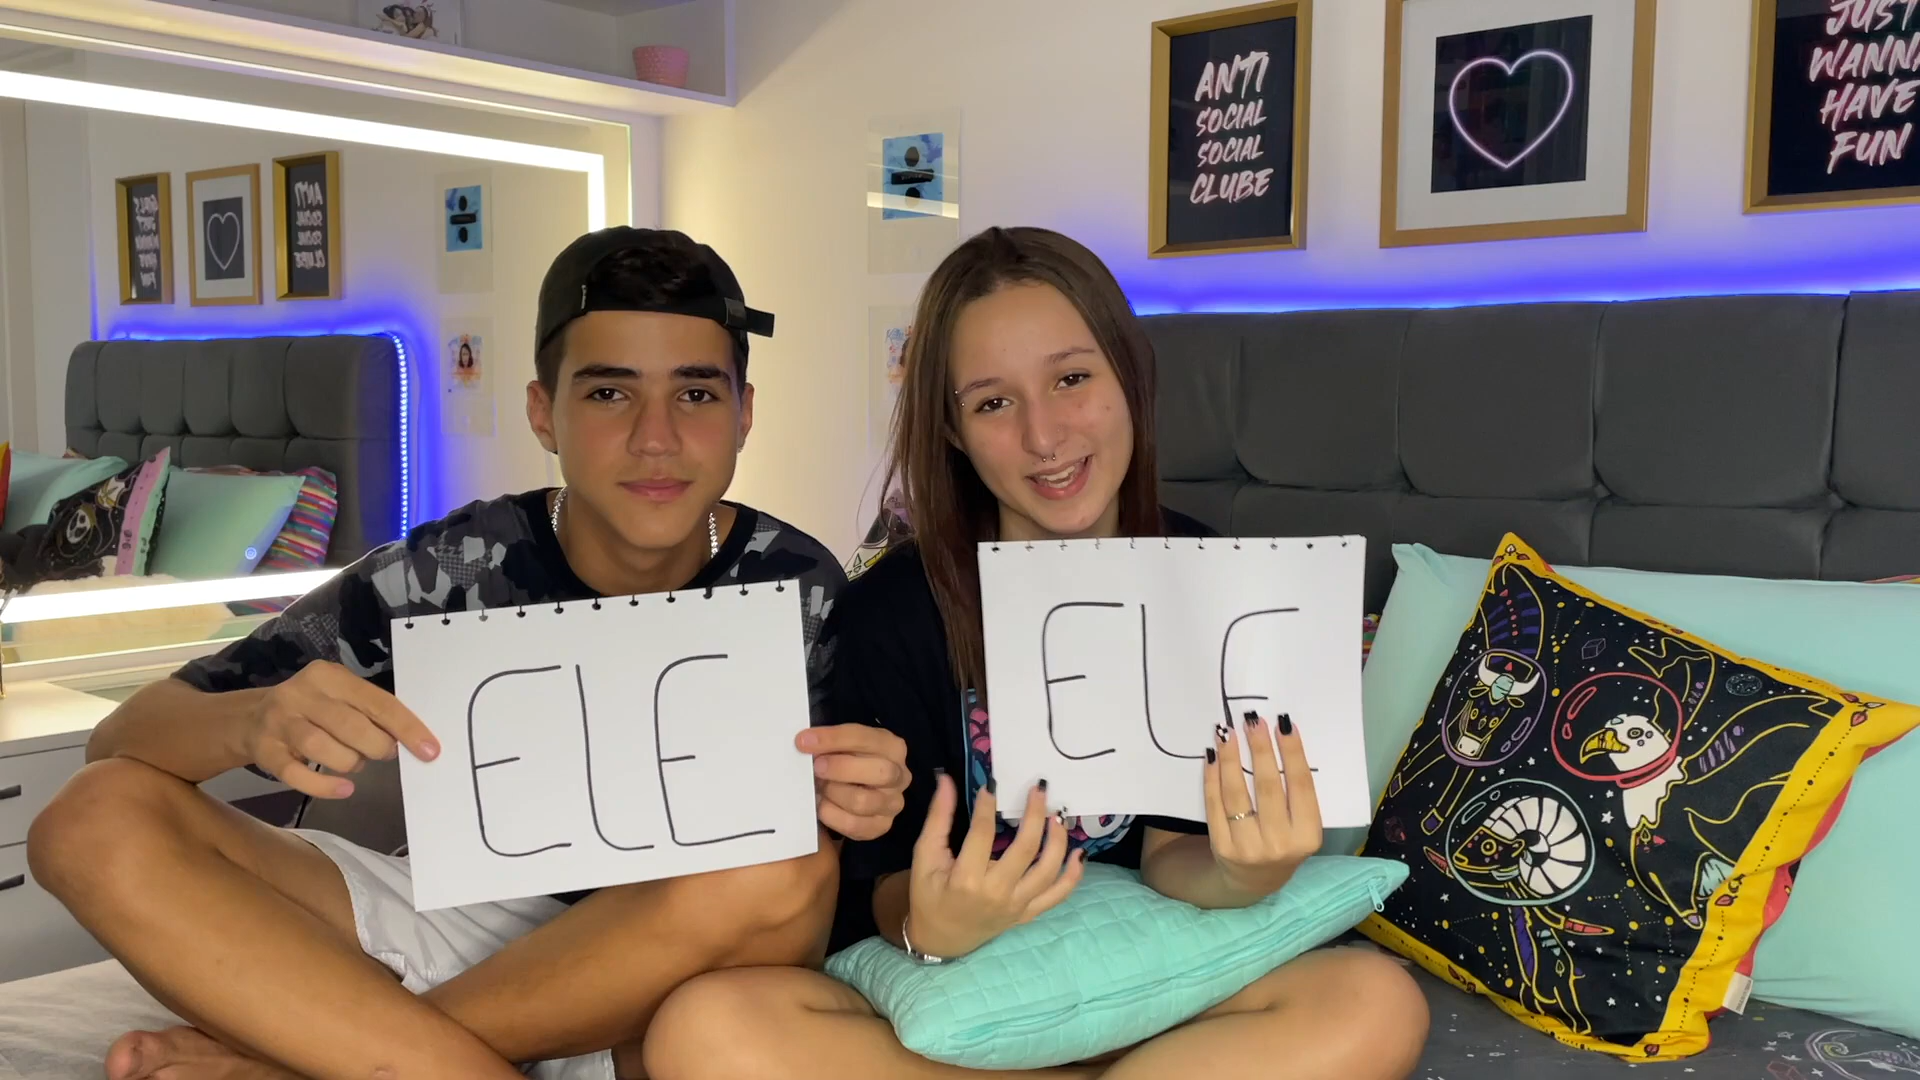 ANTI
SOCIAL
SOCIAL
CLUBE
JUST
WANNA
HAVE
FUN
ELE
ELE